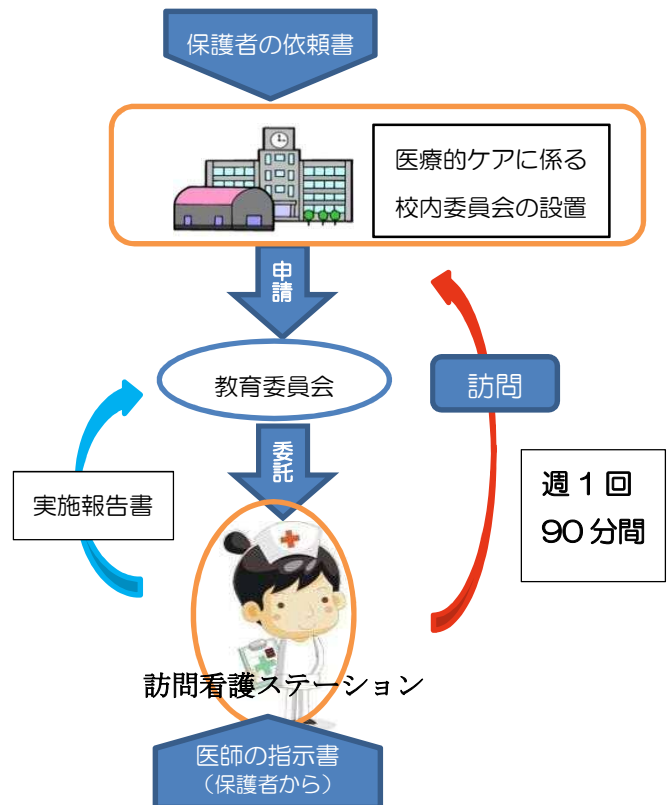 保護者の依頼書
医療的ケアに係る
校内委員会の設置
申請
教育委員会
訪問
委託
実施報告書
週1回
90分間
訪問看護ステーション
医師の指示書
（保護者から）